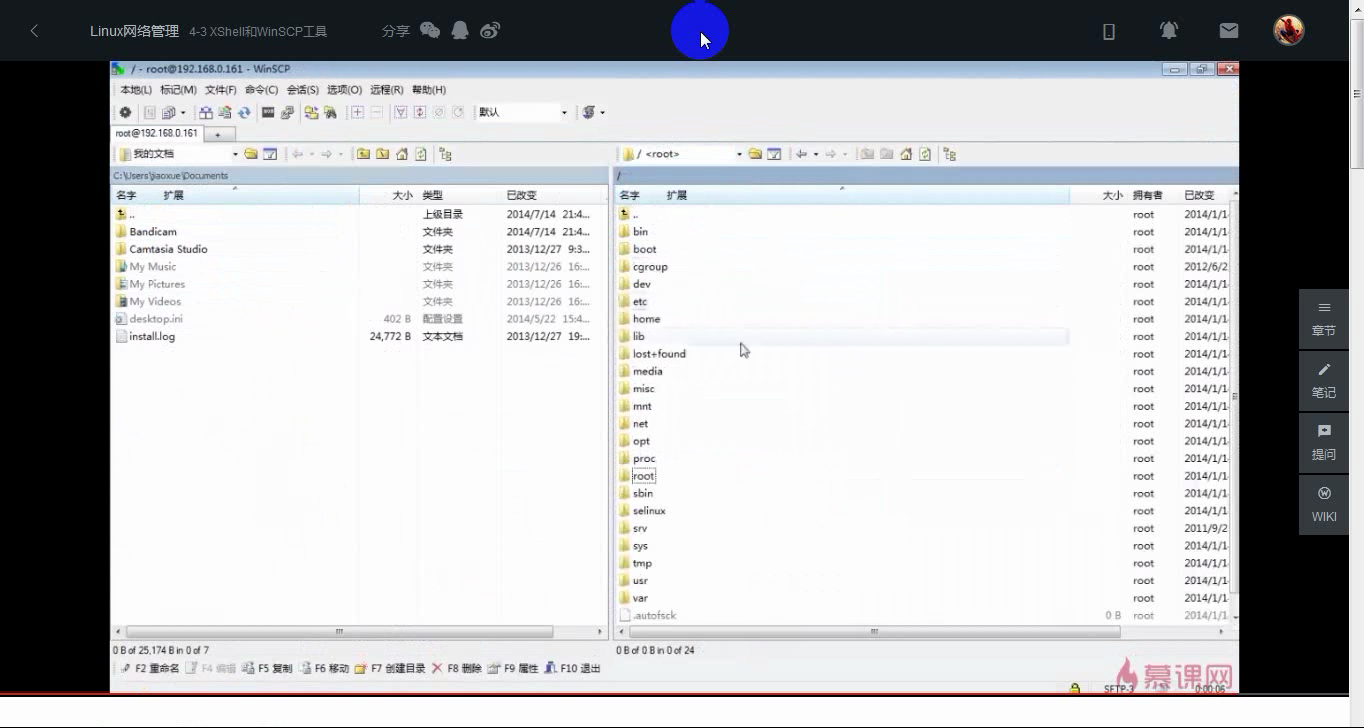 Linux网络管理 4-3 XShell和WinSCP工具 分享
/ - root@192.168.0.161 - WinSCP
本地(L) 标记(M) 文件(F) 命令(C) 会话(S) 选项(O) 远程(R) 帮助(H)
默认
root@192.168.0.161
我的文档 / <root>
C:\Users\jiaoxue\Documents /
名字 扩展 大小 类型 已改变 名字 扩展 大小 拥有者 已改变
.. 上级目录 2014/7/14 21:4... .. root 2014/1/1
Bandicam 文件夹 2014/7/14 21:4... bin root 2014/1/1
Camtasia Studio 文件夹 2013/12/27 9:3... boot root 2014/1/1
My Music 文件夹 2013/12/26 16:... cgroup root 2012/6/2
My Pictures 文件夹 2013/12/26 16:... dev root 2014/1/1
My Videos 文件夹 2013/12/26 16:... etc root 2014/1/1
desktop.ini 402 B 配置设置 2014/5/22 15:4... home root 2014/1/1
install.log 24,772 B 文本文档 2013/12/27 19:... lib root 2014/1/1
lost+found root 2014/1/1
media root 2014/1/1
misc root 2014/1/1
mnt root 2014/1/1
net root 2014/1/1
opt root 2014/1/1
proc root 2014/1/1
root root 2014/1/1
sbin root 2014/1/1
selinux root 2014/1/1
srv root 2011/9/2
sys root 2014/1/1
tmp root 2014/1/1
usr root 2014/1/1
var root 2014/1/1
.autofsck 0 B root 2014/1/1
0 B of 25,174 B in 0 of 7 0 B of 0 B in 0 of 24
F2 重命名 F4 编辑 F5 复制 F6 移动 F7 创建目录 F8 删除 F9 属性 F10 退出
慕课网
SFTP-3 0:00:06
章节
笔记
提问
WIKI